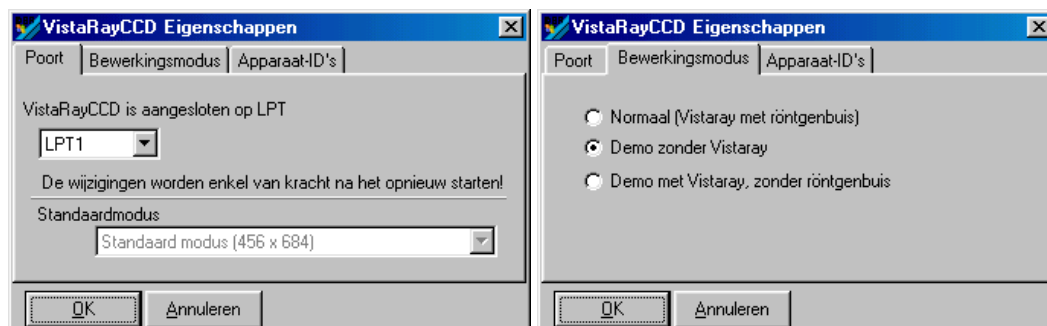 VistaRayCCD Eigenschappen
Poort Bewerkingsmodus Apparaat-ID's
VistaRayCCD is aangesloten op LPT
LPT1
De wijzigingen worden enkel van kracht na het opnieuw starten!
Standaardmodus
Standaard modus (456 x 684)
OK Annuleren
VistaRayCCD Eigenschappen
Poort Bewerkingsmodus Apparaat-ID's
Normaal (Vistaray met röntgenbuis)
Demo zonder Vistaray
Demo met Vistaray, zonder röntgenbuis
OK Annuleren